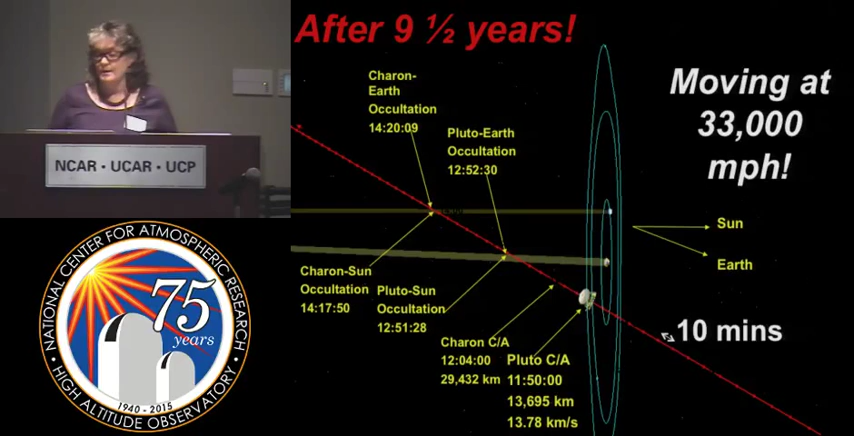 After 9 ½ years!
Moving at
33,000
mph!
Charon-
Earth
Occultation
14:20:09
Pluto-Earth
Occultation
12:52:30
NCAR • UCAR • UCP
Sun
Earth
Charon-Sun
Occultation
14:17:50
Pluto-Sun
Occultation
12:51:28
10 mins
Charon C/A
12:04:00
29,432 km
Pluto C/A
11:50:00
13,695 km
13.78 km/s
NATIONAL CENTER FOR ATMOSPHERIC RESEARCH
75
years
1940 - 2015
HIGH ALTITUDE OBSERVATORY